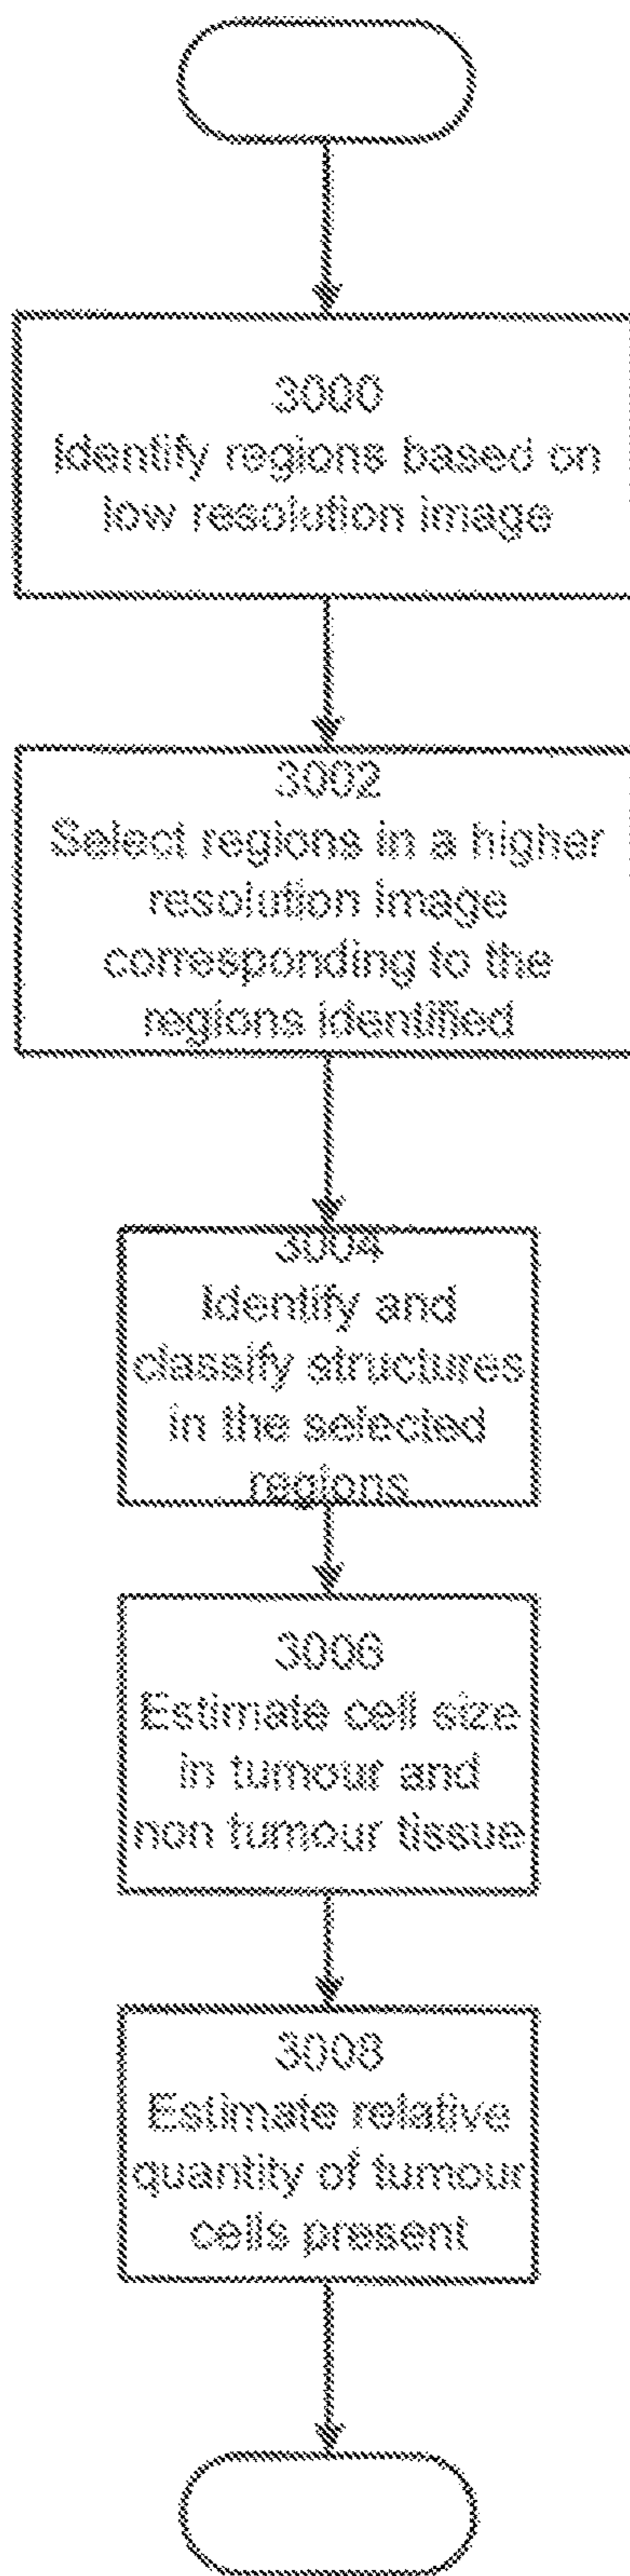 3000
Identify regions based on
low resolution image
3002
Select regions in a higher
resolution image
corresponding to the
regions identified
3004
Identify and
classify structures
in the selected
regions
3006
Estimate cell size
in tumour and
non tumour tissue
3008
Estimate relative
quantity of tumour
cells present